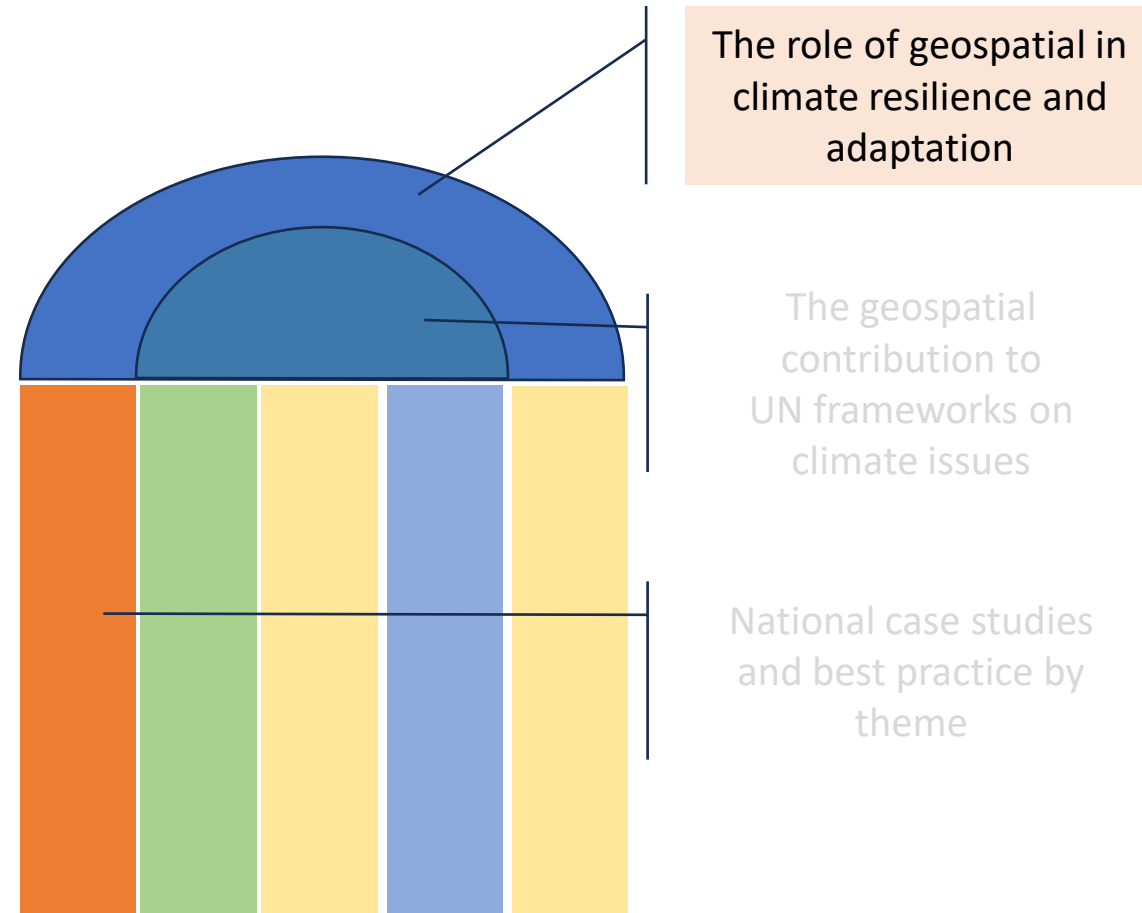 The role of geospatial in
climate resilience and
adaptation
The geospatial
contribution to
UN frameworks on
climate issues
National case studies
and best practice by
theme